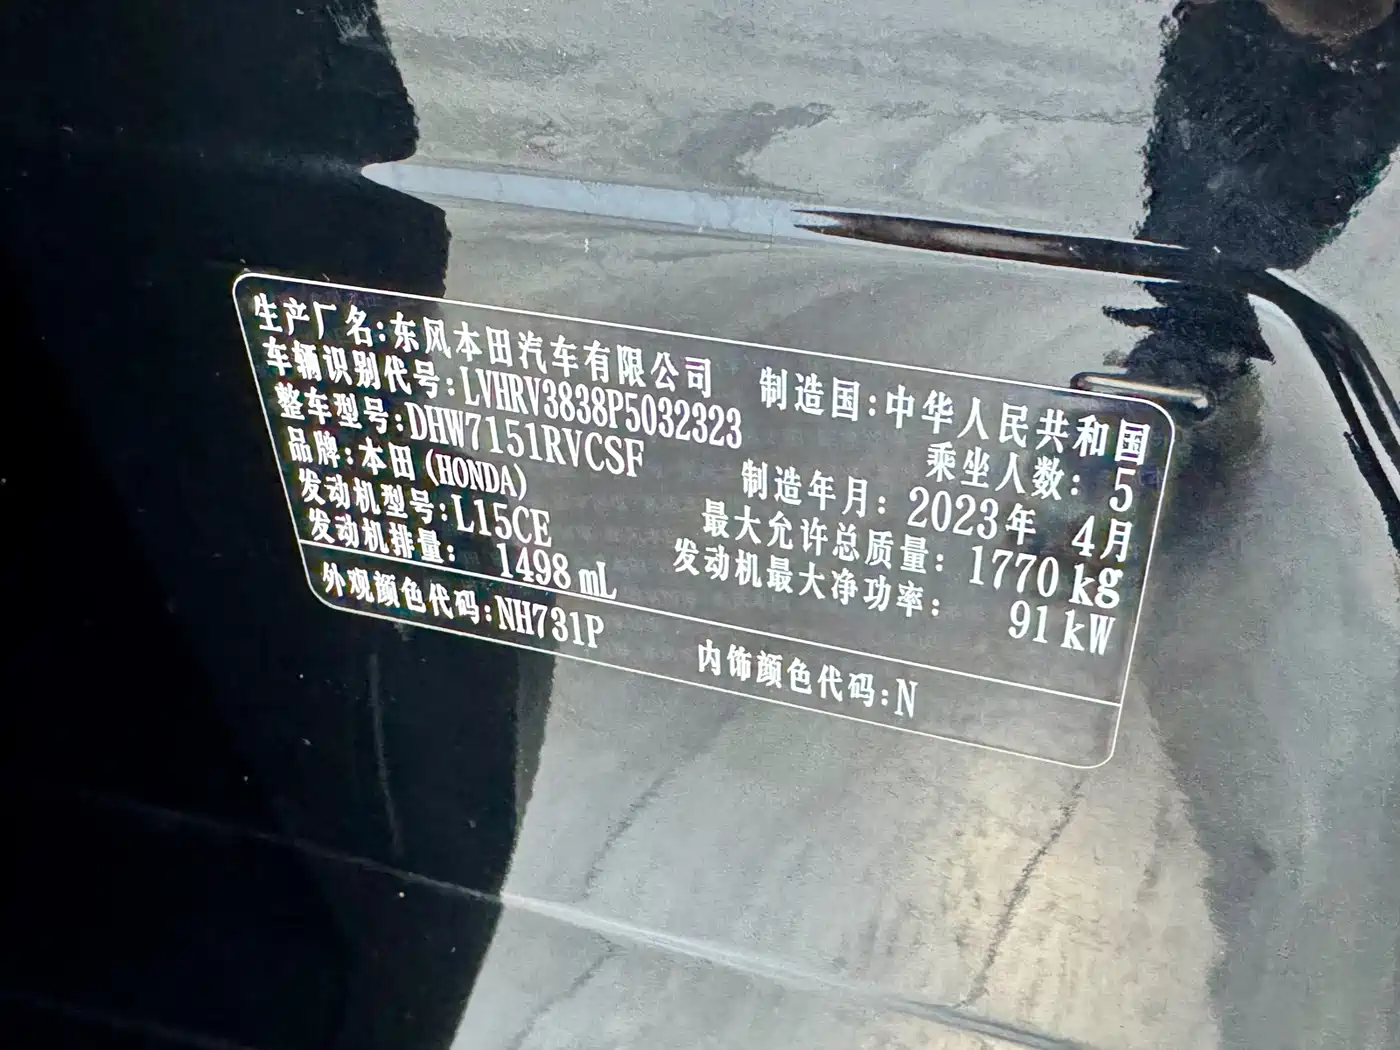 生产厂名:东风本田汽车有限公司 制造国:中华人民共和国
车辆识别代号:LVHRV3838P5032323 乘坐人数: 5
整车型号:DHW7151RVCSF 制造年月: 2023年 4月
品牌:本田(HONDA) 最大允许总质量: 1770kg
发动机型号:L15CE 发动机最大净功率: 91kW
发动机排量: 1498mL
外观颜色代码:NH731P 内饰颜色代码:N